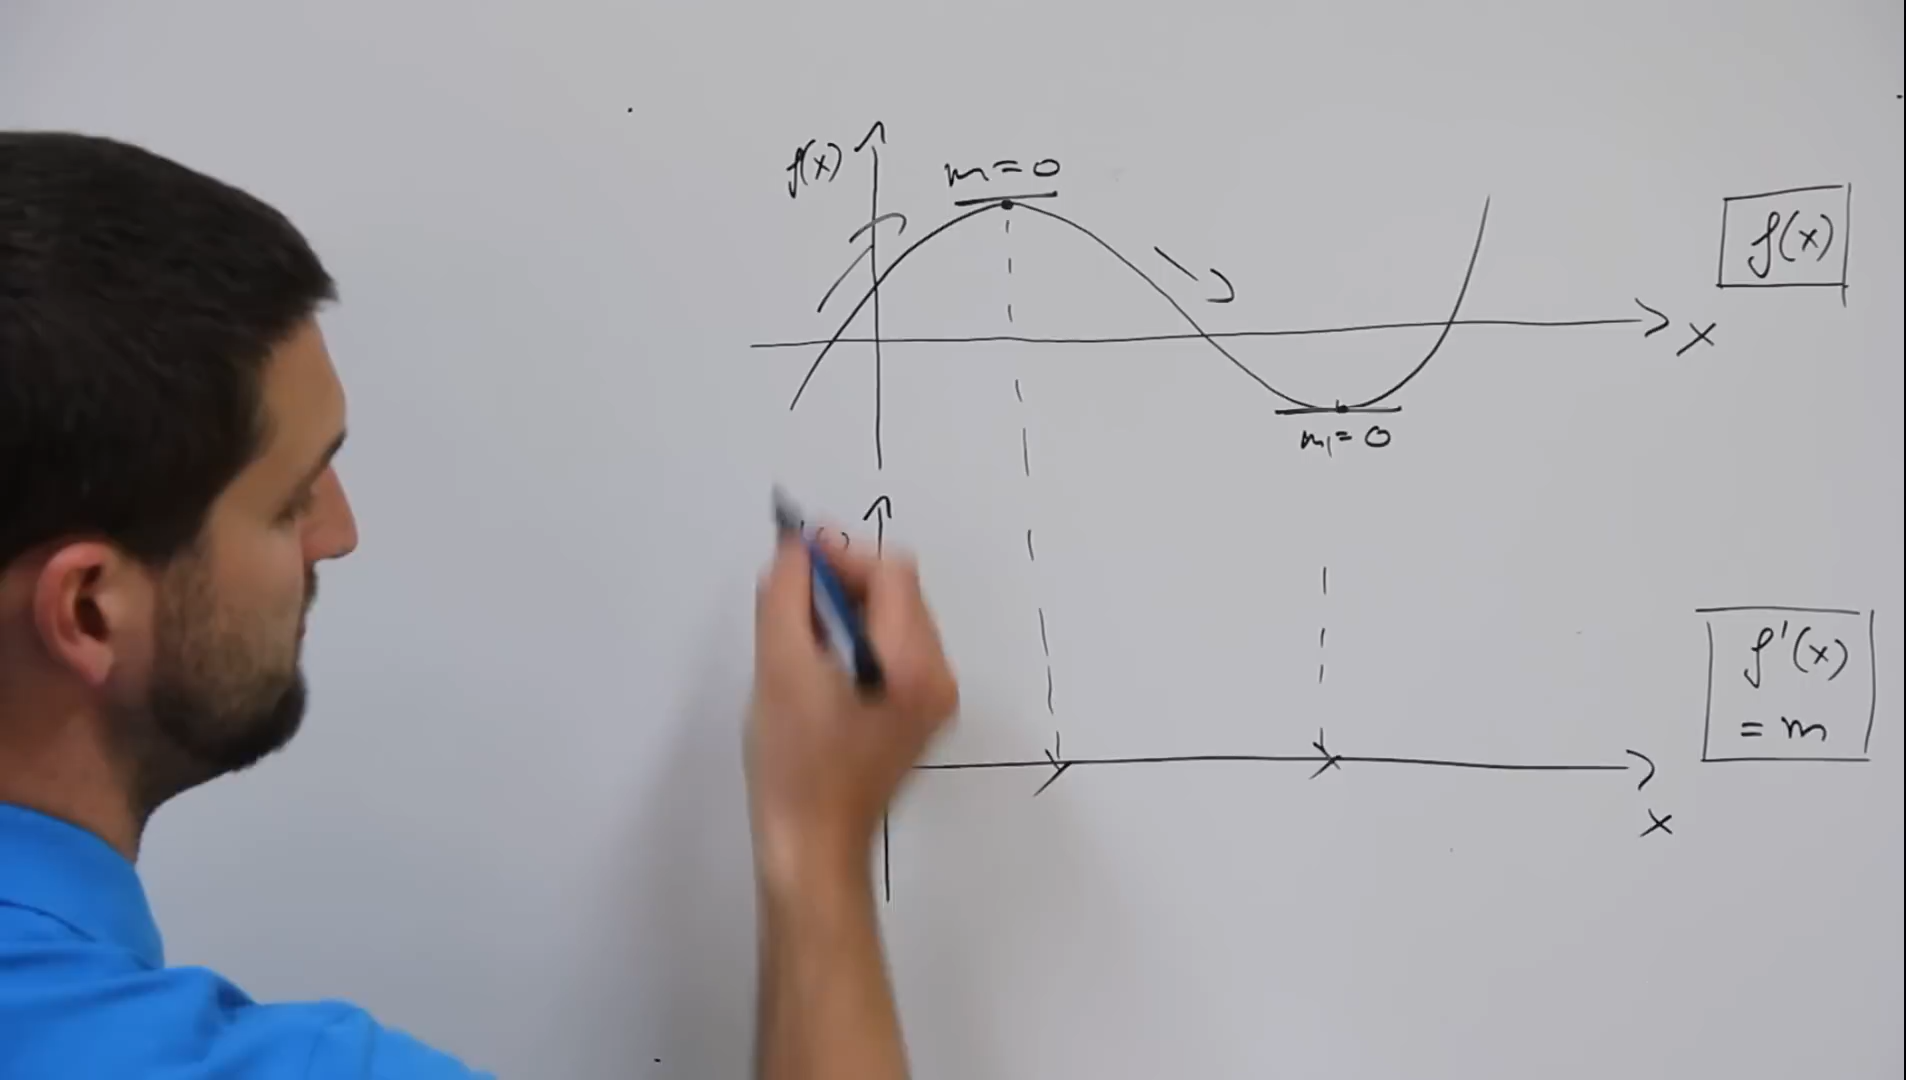 f(x)
m = 0
f(x)
x
m = 0
f'(x)
= m
x